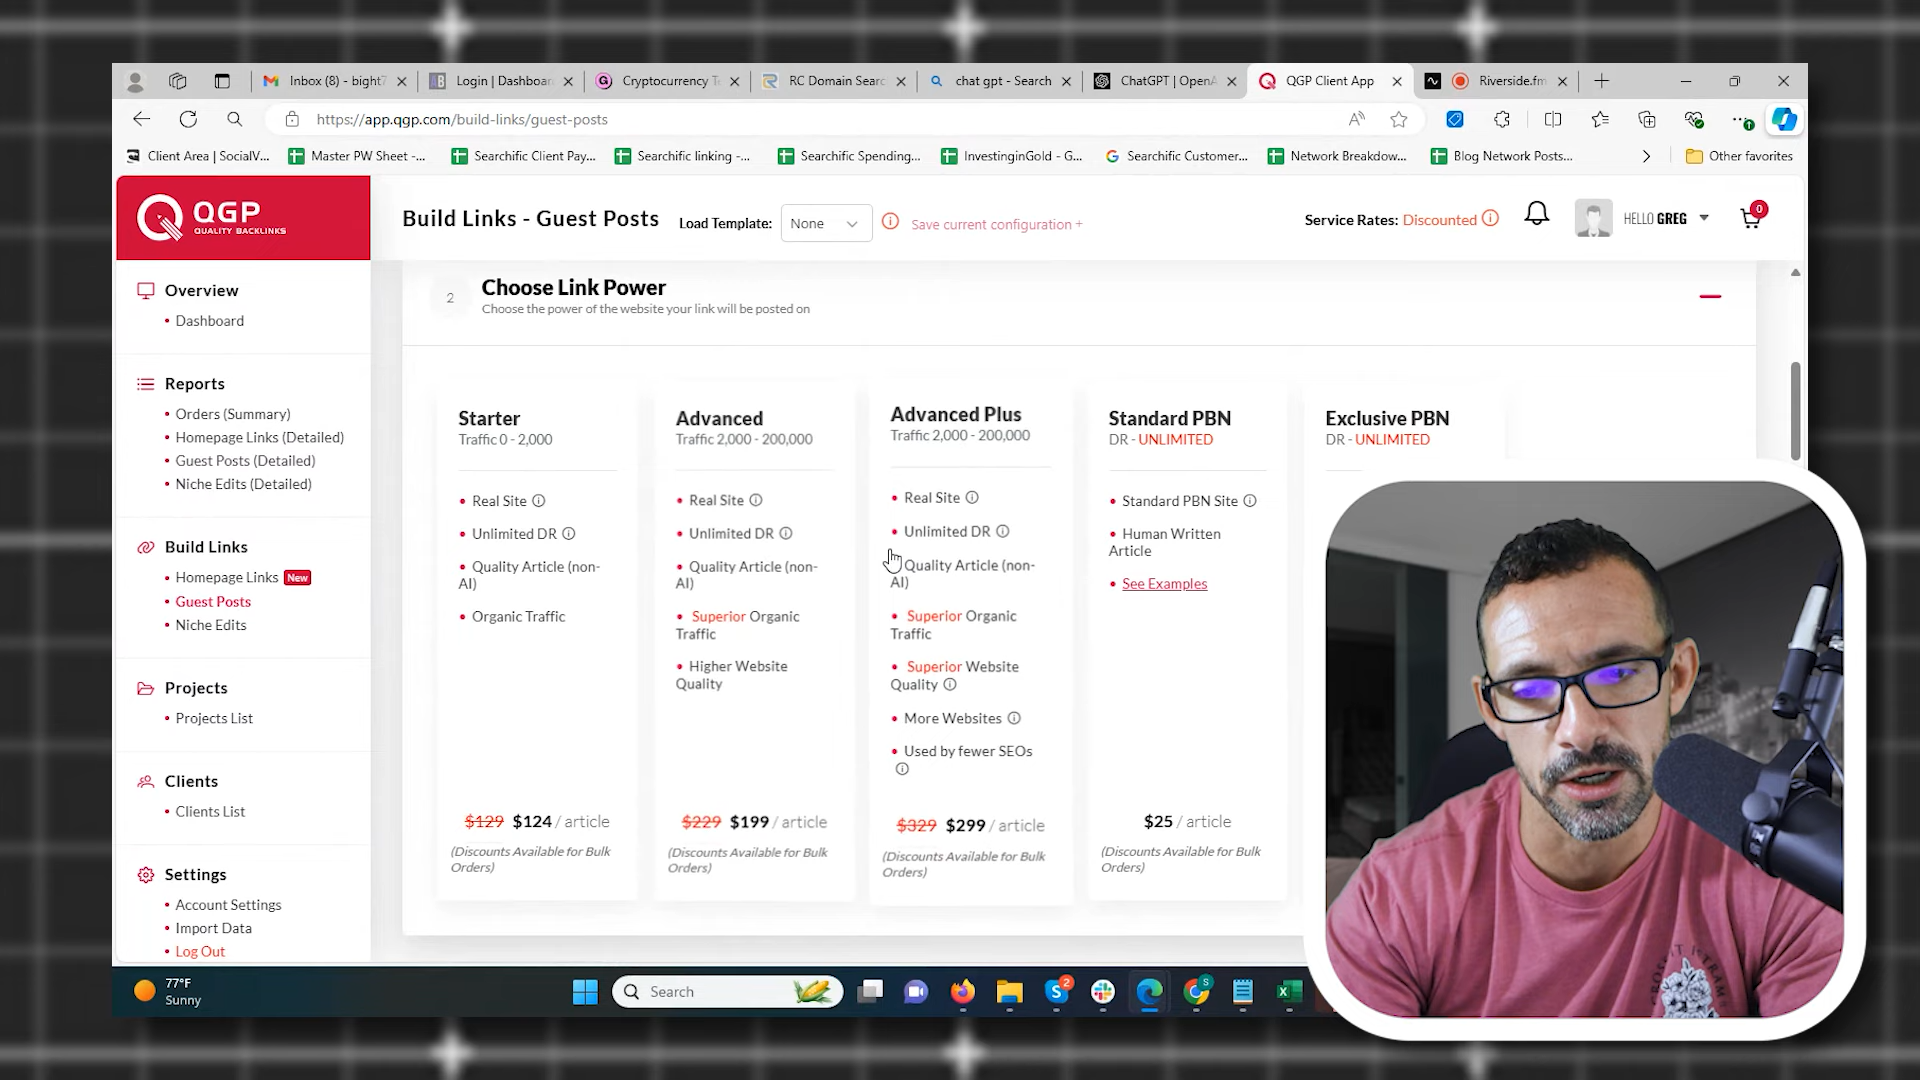 Inbox (8) - bight7
Login | Dashboar
Cryptocurrency T
RC Domain Searc
chat gpt - Search
ChatGPT | OpenA
QGP Client App
Riverside.fm
https://app.qgp.com/build-links/guest-posts
Client Area | SocialV...
Master PW Sheet -...
Searchific Client Pay...
Searchific linking -...
Searchific Spending...
InvestinginGold - G...
Searchific Customer...
Network Breakdow...
Blog Network Posts...
Other favorites
QGP
QUALITY BACKLINKS
Build Links - Guest Posts
Load Template:
None
Save current configuration +
Service Rates: Discounted
HELLO GREG
0
Overview
Dashboard
Reports
Orders (Summary)
Homepage Links (Detailed)
Guest Posts (Detailed)
Niche Edits (Detailed)
Build Links
Homepage Links New
Guest Posts
Niche Edits
Projects
Projects List
Clients
Clients List
Settings
Account Settings
Import Data
Log Out
2
Choose Link Power
Choose the power of the website your link will be posted on
Starter
Traffic 0 - 2,000
Real Site
Unlimited DR
Quality Article (non-
AI)
Organic Traffic
$129 $124 / article
(Discounts Available for Bulk
Orders)
Advanced
Traffic 2,000 - 200,000
Real Site
Unlimited DR
Quality Article (non-
AI)
Superior Organic
Traffic
Higher Website
Quality
$229 $199 / article
(Discounts Available for Bulk
Orders)
Advanced Plus
Traffic 2,000 - 200,000
Real Site
Unlimited DR
Quality Article (non-
AI)
Superior Organic
Traffic
Superior Website
Quality
More Websites
Used by fewer SEOs
$329 $299 / article
(Discounts Available for Bulk
Orders)
Standard PBN
DR - UNLIMITED
Standard PBN Site
Human Written
Article
See Examples
$25 / article
(Discounts Available for Bulk
Orders)
Exclusive PBN
DR - UNLIMITED
77°F
Sunny
Search
2